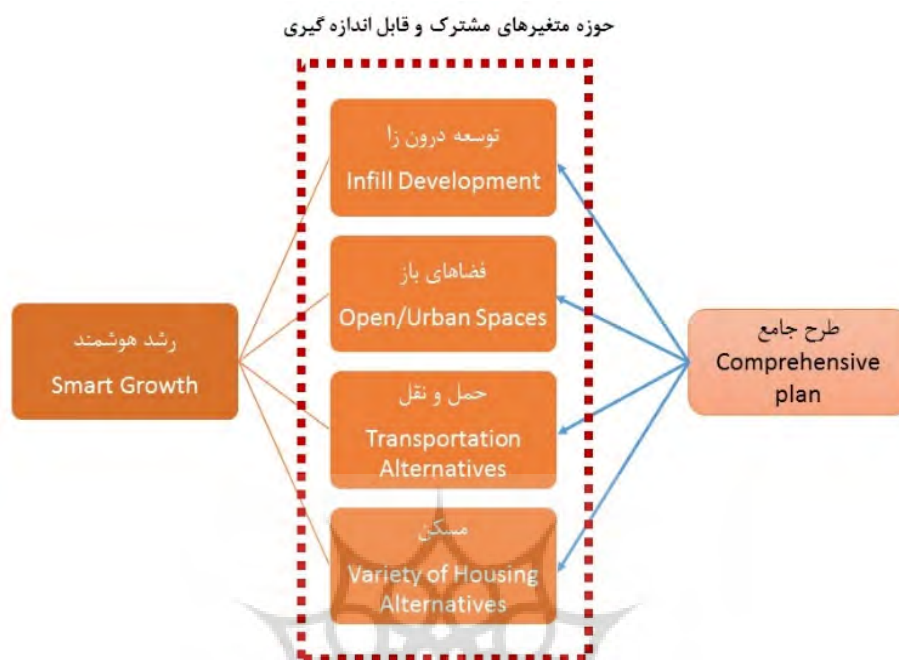 حوزه متغیرهای مشترک و قابل اندازه گیری
توسعه درون زا
Infill Development
فضاهای باز
Open/Urban Spaces
حمل و نقل
Transportation
Alternatives
مسکن
Variety of Housing
Alternatives
رشد هوشمند
Smart Growth
طرح جامع
Comprehensive
plan